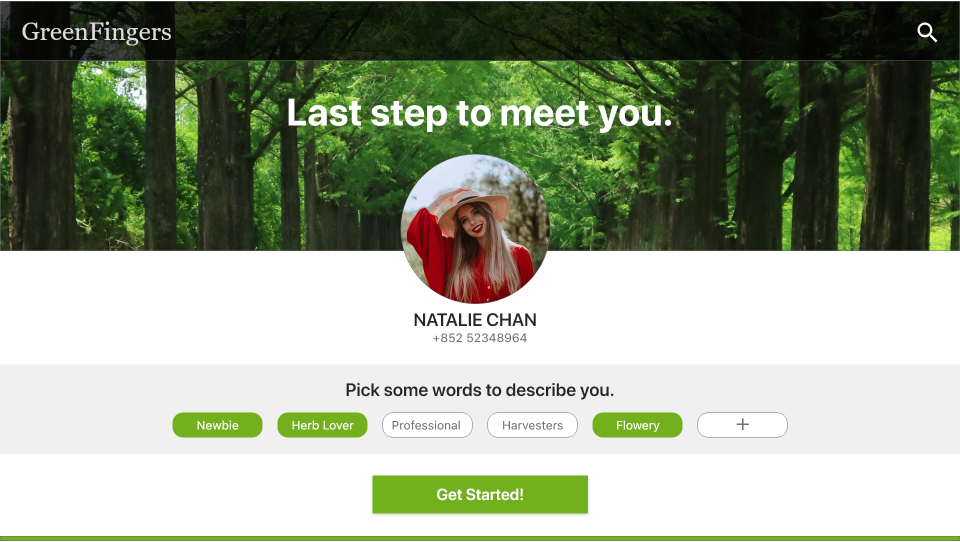 GreenFingers
Last step to meet you.
NATALIE CHAN
+852 52348964
Pick some words to describe you.
Newbie Herb Lover Professional Harvesters Flowery +
Get Started!